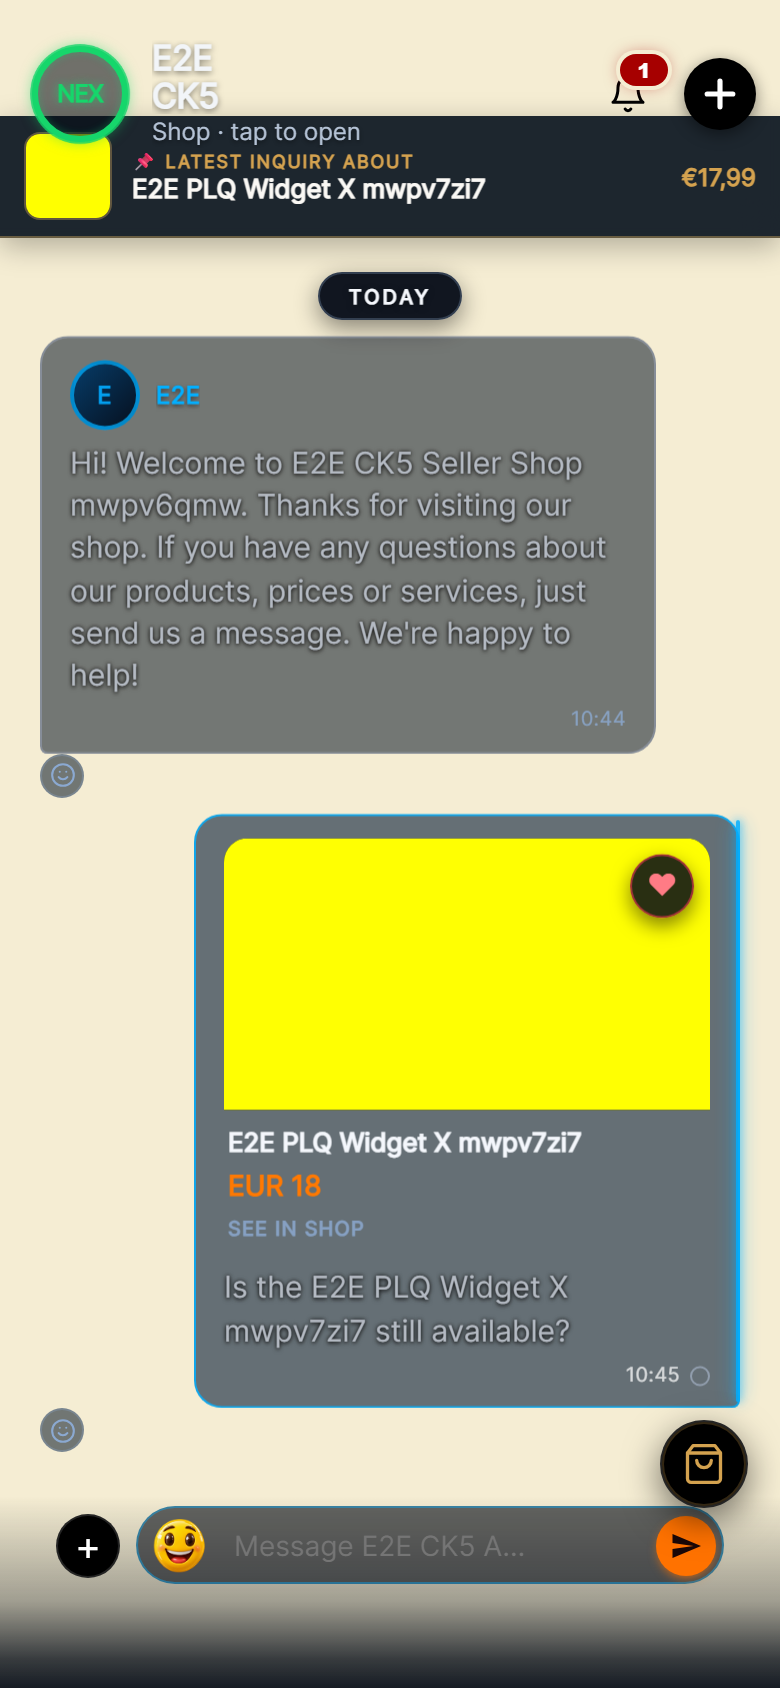 NEX
E2E
CK5
Shop · tap to open
1
LATEST INQUIRY ABOUT
E2E PLQ Widget X mwpv7zi7
€17,99
TODAY
E
E2E
Hi! Welcome to E2E CK5 Seller Shop
mwpv6qmw. Thanks for visiting our
shop. If you have any questions about
our products, prices or services, just
send us a message. We're happy to
help!
10:44
E2E PLQ Widget X mwpv7zi7
EUR 18
SEE IN SHOP
Is the E2E PLQ Widget X
mwpv7zi7 still available?
10:45
Message E2E CK5 A...